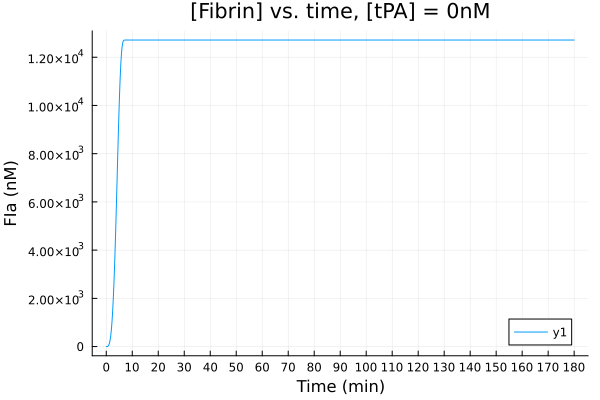 [Fibrin] vs. time, [tPA] = 0nM
FIa (nM)
1.20×10⁴
1.00×10⁴
8.00×10³
6.00×10³
4.00×10³
2.00×10³
0
0 10 20 30 40 50 60 70 80 90 100 110 120 130 140 150 160 170 180
Time (min)
y1